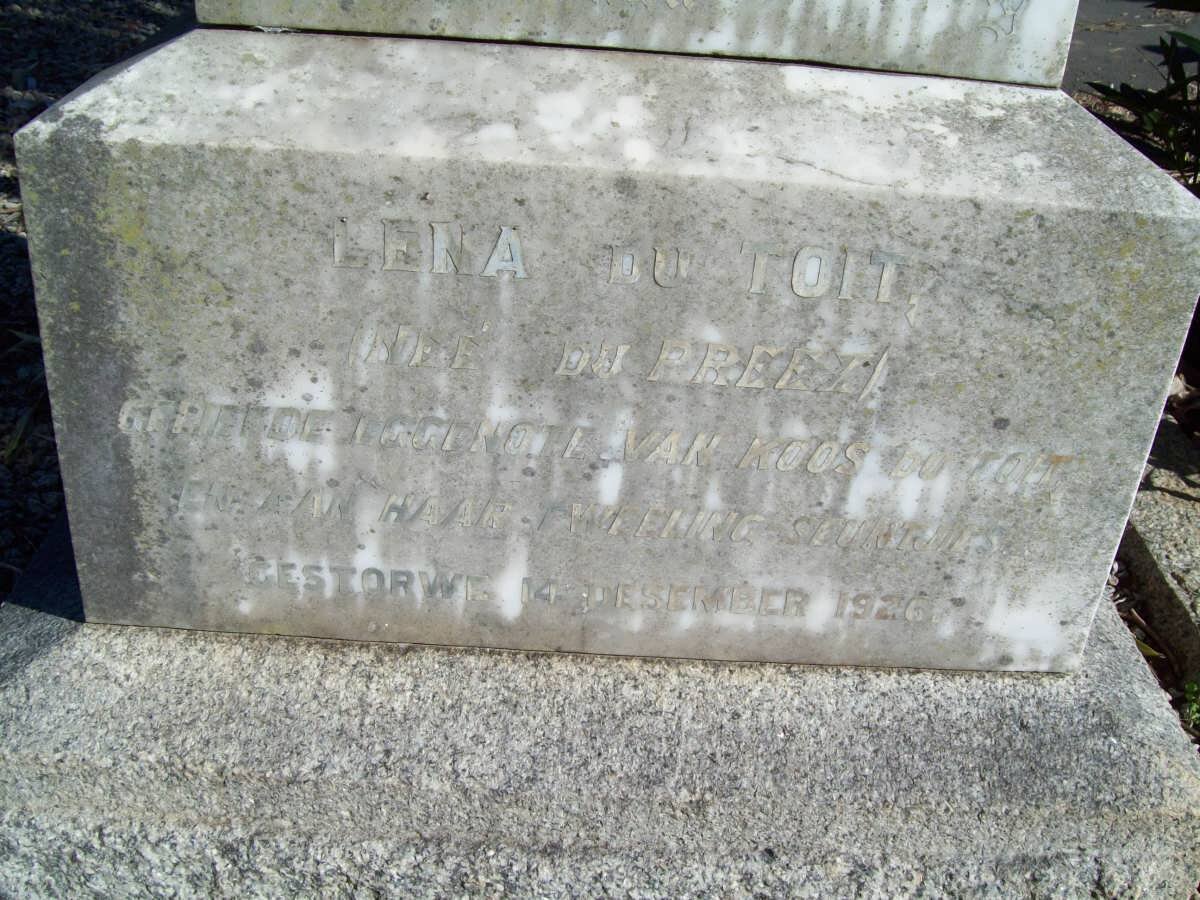 LENA DU TOIT,
(NEÉ DU PREEZ)
GELIEFDE EGGENOTE VAN KOOS DU TOIT,
EN AAN HAAR TWEELING SEUNTJIES
GESTORWE 14 DESEMBER 1926.